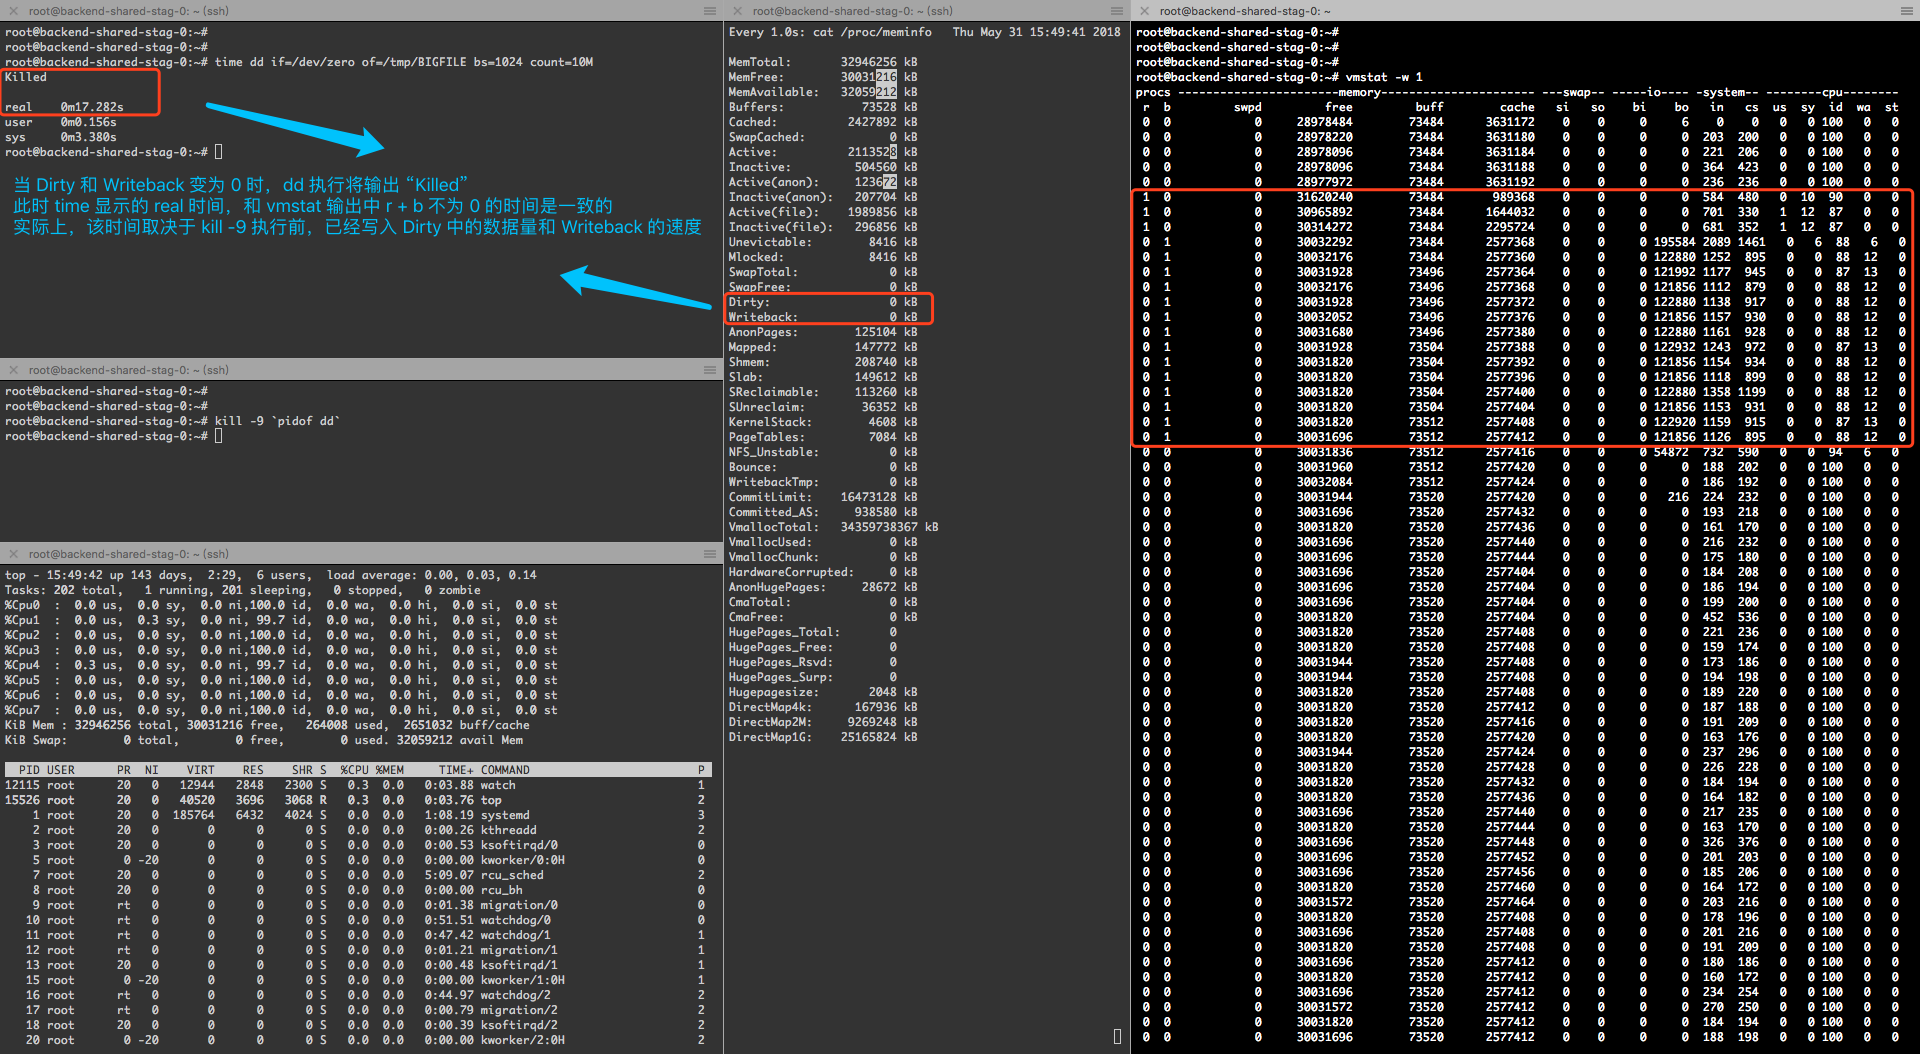 root@backend-shared-stag-0: ~ (ssh)
root@backend-shared-stag-0:~#
root@backend-shared-stag-0:~#
root@backend-shared-stag-0:~# time dd if=/dev/zero of=/tmp/BIGFILE bs=1024 count=10M
Killed
real 0m17.282s
user 0m0.156s
sys 0m3.380s
root@backend-shared-stag-0:~#
当 Dirty 和 Writeback 变为 0 时，dd 执行将输出 “Killed”
此时 time 显示的 real 时间，和 vmstat 输出中 r + b 不为 0 的时间是一致的
实际上，该时间取决于 kill -9 执行前，已经写入 Dirty 中的数据量和 Writeback 的速度
root@backend-shared-stag-0: ~ (ssh)
root@backend-shared-stag-0:~#
root@backend-shared-stag-0:~#
root@backend-shared-stag-0:~# kill -9 `pidof dd`
root@backend-shared-stag-0:~#
root@backend-shared-stag-0: ~ (ssh)
top - 15:49:42 up 143 days, 2:29, 6 users, load average: 0.00, 0.03, 0.14
Tasks: 202 total, 1 running, 201 sleeping, 0 stopped, 0 zombie
%Cpu0 : 0.0 us, 0.0 sy, 0.0 ni,100.0 id, 0.0 wa, 0.0 hi, 0.0 si, 0.0 st
%Cpu1 : 0.0 us, 0.3 sy, 0.0 ni, 99.7 id, 0.0 wa, 0.0 hi, 0.0 si, 0.0 st
%Cpu2 : 0.0 us, 0.0 sy, 0.0 ni,100.0 id, 0.0 wa, 0.0 hi, 0.0 si, 0.0 st
%Cpu3 : 0.0 us, 0.0 sy, 0.0 ni,100.0 id, 0.0 wa, 0.0 hi, 0.0 si, 0.0 st
%Cpu4 : 0.3 us, 0.0 sy, 0.0 ni, 99.7 id, 0.0 wa, 0.0 hi, 0.0 si, 0.0 st
%Cpu5 : 0.0 us, 0.0 sy, 0.0 ni,100.0 id, 0.0 wa, 0.0 hi, 0.0 si, 0.0 st
%Cpu6 : 0.0 us, 0.0 sy, 0.0 ni,100.0 id, 0.0 wa, 0.0 hi, 0.0 si, 0.0 st
%Cpu7 : 0.0 us, 0.0 sy, 0.0 ni,100.0 id, 0.0 wa, 0.0 hi, 0.0 si, 0.0 st
KiB Mem : 32946256 total, 30031216 free, 264008 used, 2651032 buff/cache
KiB Swap: 0 total, 0 free, 0 used. 32059212 avail Mem
PID USER PR NI VIRT RES SHR S %CPU %MEM TIME+ COMMAND P
12115 root 20 0 12944 2848 2300 S 0.3 0.0 0:03.88 watch 1
15526 root 20 0 40520 3696 3068 R 0.3 0.0 0:03.76 top 2
1 root 20 0 185764 6432 4024 S 0.0 0.0 1:08.19 systemd 3
2 root 20 0 0 0 0 S 0.0 0.0 0:00.26 kthreadd 2
3 root 20 0 0 0 0 S 0.0 0.0 0:00.53 ksoftirqd/0 0
5 root 0 -20 0 0 0 S 0.0 0.0 0:00.00 kworker/0:0H 0
7 root 20 0 0 0 0 S 0.0 0.0 5:09.07 rcu_sched 2
8 root 20 0 0 0 0 S 0.0 0.0 0:00.00 rcu_bh 0
9 root rt 0 0 0 0 S 0.0 0.0 0:01.38 migration/0 0
10 root rt 0 0 0 0 S 0.0 0.0 0:51.51 watchdog/0 0
11 root rt 0 0 0 0 S 0.0 0.0 0:47.42 watchdog/1 1
12 root rt 0 0 0 0 S 0.0 0.0 0:01.21 migration/1 1
13 root 20 0 0 0 0 S 0.0 0.0 0:00.48 ksoftirqd/1 1
15 root 0 -20 0 0 0 S 0.0 0.0 0:00.00 kworker/1:0H 1
16 root rt 0 0 0 0 S 0.0 0.0 0:44.97 watchdog/2 2
17 root rt 0 0 0 0 S 0.0 0.0 0:00.79 migration/2 2
18 root 20 0 0 0 0 S 0.0 0.0 0:00.39 ksoftirqd/2 2
20 root 0 -20 0 0 0 S 0.0 0.0 0:00.00 kworker/2:0H 2
root@backend-shared-stag-0: ~ (ssh)
Every 1.0s: cat /proc/meminfo Thu May 31 15:49:41 2018
MemTotal: 32946256 kB
MemFree: 30031216 kB
MemAvailable: 32059212 kB
Buffers: 73528 kB
Cached: 2427892 kB
SwapCached: 0 kB
Active: 2113528 kB
Inactive: 504560 kB
Active(anon): 123672 kB
Inactive(anon): 207704 kB
Active(file): 1989856 kB
Inactive(file): 296856 kB
Unevictable: 8416 kB
Mlocked: 8416 kB
SwapTotal: 0 kB
SwapFree: 0 kB
Dirty: 0 kB
Writeback: 0 kB
AnonPages: 125104 kB
Mapped: 147772 kB
Shmem: 208740 kB
Slab: 149612 kB
SReclaimable: 113260 kB
SUnreclaim: 36352 kB
KernelStack: 4608 kB
PageTables: 7084 kB
NFS_Unstable: 0 kB
Bounce: 0 kB
WritebackTmp: 0 kB
CommitLimit: 16473128 kB
Committed_AS: 938580 kB
VmallocTotal: 34359738367 kB
VmallocUsed: 0 kB
VmallocChunk: 0 kB
HardwareCorrupted: 0 kB
AnonHugePages: 28672 kB
CmaTotal: 0 kB
CmaFree: 0 kB
HugePages_Total: 0
HugePages_Free: 0
HugePages_Rsvd: 0
HugePages_Surp: 0
Hugepagesize: 2048 kB
DirectMap4k: 167936 kB
DirectMap2M: 9269248 kB
DirectMap1G: 25165824 kB
root@backend-shared-stag-0: ~
root@backend-shared-stag-0:~#
root@backend-shared-stag-0:~#
root@backend-shared-stag-0:~#
root@backend-shared-stag-0:~# vmstat -w 1
procs -----------------------memory---------------------- ---swap-- -----io---- -system-- --------cpu--------
r b swpd free buff cache si so bi bo in cs us sy id wa st
0 0 0 28978484 73484 3631172 0 0 0 6 0 0 0 0 100 0 0
0 0 0 28978220 73484 3631180 0 0 0 0 203 200 0 0 100 0 0
0 0 0 28978096 73484 3631184 0 0 0 0 221 206 0 0 100 0 0
0 0 0 28978096 73484 3631188 0 0 0 0 364 423 0 0 100 0 0
0 0 0 28977972 73484 3631192 0 0 0 0 236 236 0 0 100 0 0
1 0 0 31620240 73484 989368 0 0 0 0 584 480 0 10 90 0 0
1 0 0 30965892 73484 1644032 0 0 0 0 701 330 1 12 87 0 0
1 0 0 30314272 73484 2295724 0 0 0 0 681 352 1 12 87 0 0
0 1 0 30032292 73484 2577368 0 0 0 195584 2089 1461 0 6 88 6 0
0 1 0 30032176 73484 2577360 0 0 0 122880 1252 895 0 0 88 12 0
0 1 0 30031928 73496 2577364 0 0 0 121992 1177 945 0 0 87 13 0
0 1 0 30032176 73496 2577364 0 0 0 121856 1112 879 0 0 88 12 0
0 1 0 30031928 73496 2577372 0 0 0 122880 1138 917 0 0 88 12 0
0 1 0 30032052 73496 2577376 0 0 0 121856 1157 930 0 0 88 12 0
0 1 0 30031680 73496 2577380 0 0 0 122880 1161 928 0 0 88 12 0
0 1 0 30031928 73504 2577388 0 0 0 122932 1243 972 0 0 87 13 0
0 1 0 30031820 73504 2577392 0 0 0 121856 1154 934 0 0 88 12 0
0 1 0 30031820 73504 2577396 0 0 0 121856 1118 899 0 0 88 12 0
0 1 0 30031820 73504 2577400 0 0 0 122880 1358 1199 0 0 88 12 0
0 1 0 30031820 73504 2577404 0 0 0 121856 1153 931 0 0 88 12 0
0 1 0 30031820 73512 2577408 0 0 0 122920 1159 915 0 0 87 13 0
0 1 0 30031696 73512 2577412 0 0 0 121856 1126 895 0 0 88 12 0
0 0 0 30031836 73512 2577416 0 0 0 54872 732 590 0 0 94 6 0
0 0 0 30031960 73512 2577420 0 0 0 0 188 202 0 0 100 0 0
0 0 0 30032084 73512 2577424 0 0 0 0 186 192 0 0 100 0 0
0 0 0 30031944 73520 2577420 0 0 0 216 224 232 0 0 100 0 0
0 0 0 30031696 73520 2577432 0 0 0 0 193 218 0 0 100 0 0
0 0 0 30031820 73520 2577436 0 0 0 0 161 170 0 0 100 0 0
0 0 0 30031696 73520 2577440 0 0 0 0 216 232 0 0 100 0 0
0 0 0 30031696 73520 2577444 0 0 0 0 175 180 0 0 100 0 0
0 0 0 30031696 73520 2577404 0 0 0 0 184 208 0 0 100 0 0
0 0 0 30031696 73520 2577404 0 0 0 0 186 194 0 0 100 0 0
0 0 0 30031696 73520 2577404 0 0 0 0 199 200 0 0 100 0 0
0 0 0 30031820 73520 2577404 0 0 0 0 452 536 0 0 100 0 0
0 0 0 30031820 73520 2577408 0 0 0 0 221 236 0 0 100 0 0
0 0 0 30031820 73520 2577408 0 0 0 0 159 174 0 0 100 0 0
0 0 0 30031944 73520 2577408 0 0 0 0 173 186 0 0 100 0 0
0 0 0 30031944 73520 2577408 0 0 0 0 194 198 0 0 100 0 0
0 0 0 30031820 73520 2577408 0 0 0 0 189 220 0 0 100 0 0
0 0 0 30031820 73520 2577412 0 0 0 0 187 188 0 0 100 0 0
0 0 0 30031820 73520 2577416 0 0 0 0 191 209 0 0 100 0 0
0 0 0 30031820 73520 2577416 0 0 0 0 163 176 0 0 100 0 0
0 0 0 30031944 73520 2577424 0 0 0 0 237 296 0 0 100 0 0
0 0 0 30031820 73520 2577428 0 0 0 0 226 228 0 0 100 0 0
0 0 0 30031820 73520 2577432 0 0 0 0 184 194 0 0 100 0 0
0 0 0 30031820 73520 2577436 0 0 0 0 164 182 0 0 100 0 0
0 0 0 30031696 73520 2577440 0 0 0 0 217 235 0 0 100 0 0
0 0 0 30031820 73520 2577444 0 0 0 0 163 170 0 0 100 0 0
0 0 0 30031696 73520 2577448 0 0 0 0 326 376 0 0 100 0 0
0 0 0 30031696 73520 2577452 0 0 0 0 201 203 0 0 100 0 0
0 0 0 30031696 73520 2577456 0 0 0 0 185 206 0 0 100 0 0
0 0 0 30031820 73520 2577460 0 0 0 0 164 172 0 0 100 0 0
0 0 0 30031572 73520 2577464 0 0 0 0 203 216 0 0 100 0 0
0 0 0 30031820 73520 2577408 0 0 0 0 178 196 0 0 100 0 0
0 0 0 30031696 73520 2577408 0 0 0 0 201 216 0 0 100 0 0
0 0 0 30031820 73520 2577408 0 0 0 0 191 209 0 0 100 0 0
0 0 0 30031696 73520 2577412 0 0 0 0 180 186 0 0 100 0 0
0 0 0 30031820 73520 2577412 0 0 0 0 160 172 0 0 100 0 0
0 0 0 30031696 73520 2577412 0 0 0 0 234 254 0 0 100 0 0
0 0 0 30031572 73520 2577412 0 0 0 0 270 250 0 0 100 0 0
0 0 0 30031820 73520 2577412 0 0 0 0 184 194 0 0 100 0 0
0 0 0 30031696 73520 2577412 0 0 0 0 188 198 0 0 100 0 0